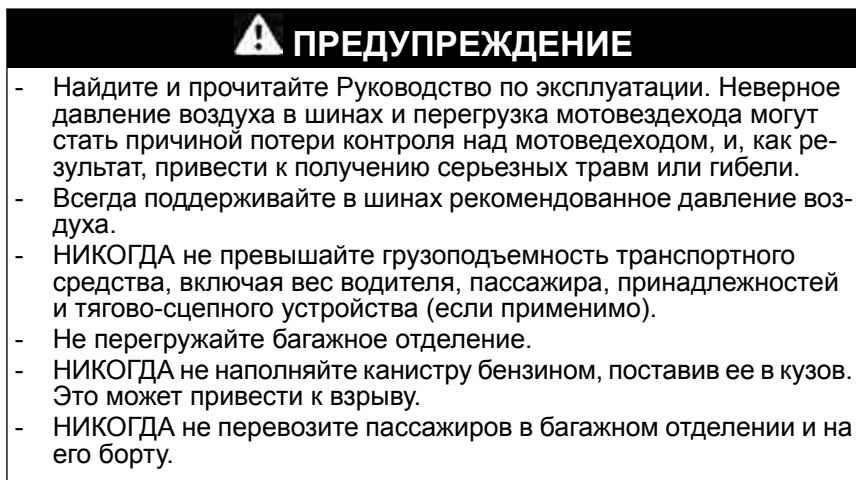 ПРЕДУПРЕЖДЕНИЕ
- Найдите и прочитайте Руководство по эксплуатации. Неверное
давление воздуха в шинах и перегрузка мотовездехода могут
стать причиной потери контроля над мотоведеходом, и, как ре-
зультат, привести к получению серьезных травм или гибели.
- Всегда поддерживайте в шинах рекомендованное давление воз-
духа.
- НИКОГДА не превышайте грузоподъемность транспортного
средства, включая вес водителя, пассажира, принадлежностей
и тягово-сцепного устройства (если применимо).
- Не перегружайте багажное отделение.
- НИКОГДА не наполняйте канистру бензином, поставив ее в кузов.
Это может привести к взрыву.
- НИКОГДА не перевозите пассажиров в багажном отделении и на
его борту.